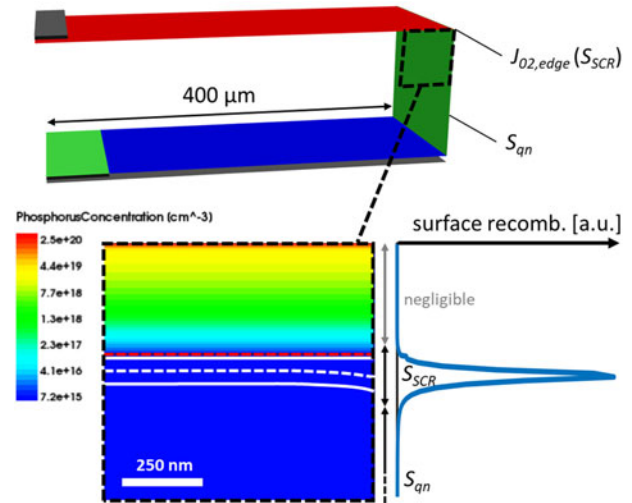 J02,edge (SSCR)
400 µm
Sqn
PhosphorusConcentration (cm^-3)
surface recomb. [a.u.]
2.5e+20
4.4e+19
7.7e+18
1.3e+18
2.3e+17
4.1e+16
7.2e+15
negligible
SSCR
250 nm
Sqn